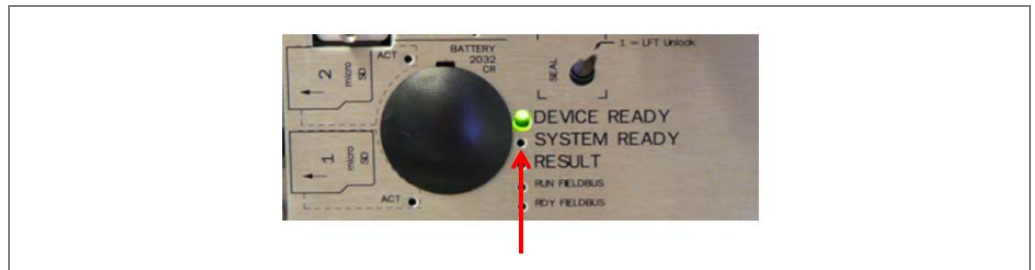 ACT
BATTERY
2032
CR
1 – LFT Unlock
SEAL
2
micro
SD
DEVICE READY
SYSTEM READY
RESULT
1
micro
SD
RUN FIELDBUS
RDY FIELDBUS
ACT